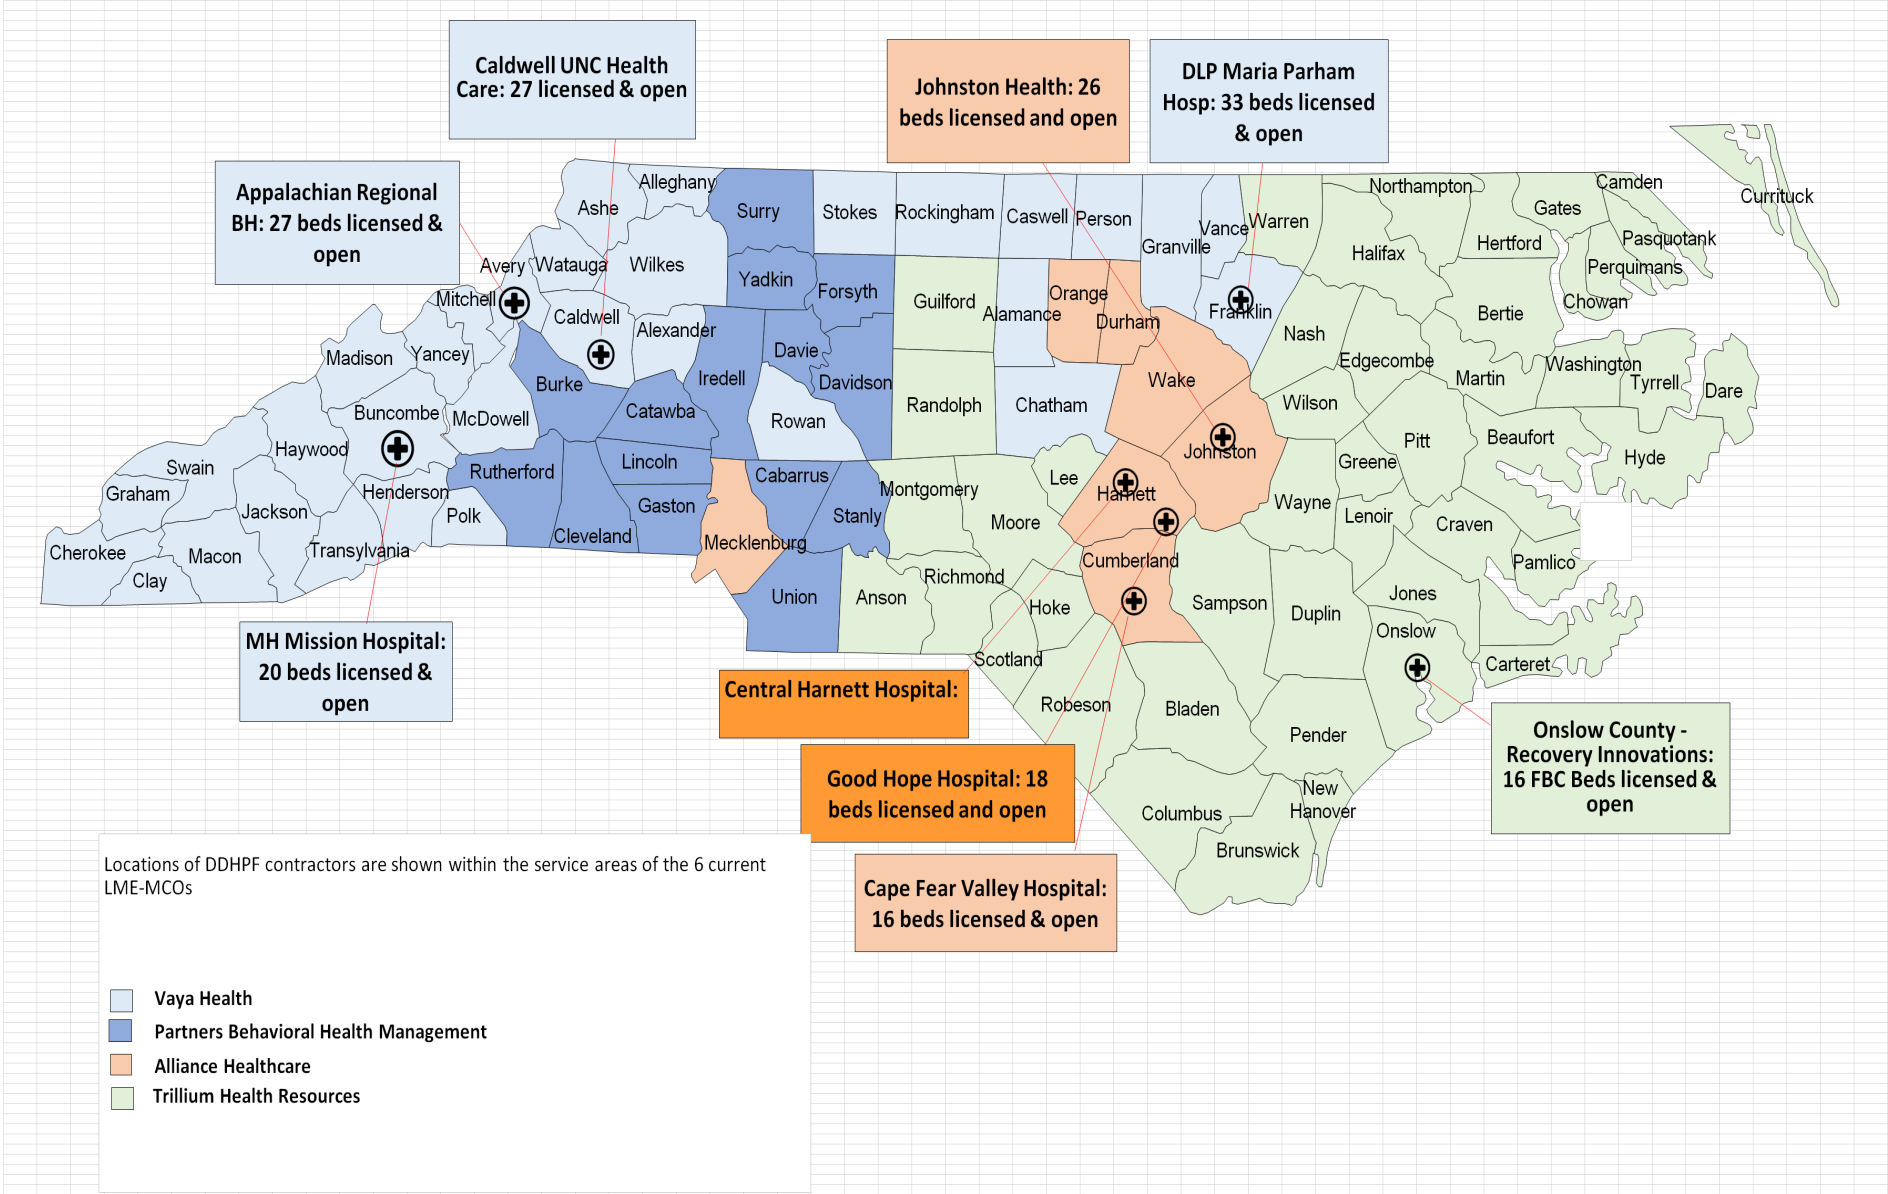 Caldwell UNC Health
Care: 27 licensed & open
Johnston Health: 26
beds licensed and open
DLP Maria Parham
Hosp: 33 beds licensed
& open
Appalachian Regional
BH: 27 beds licensed &
open
Alleghany
Ashe
Surry
Stokes
Rockingham
Caswell
Person
Granville
Vance
Warren
Northampton
Halifax
Hertford
Gates
Camden
Currituck
Pasquotank
Perquimans
Chowan
Avery
Watauga
Wilkes
Yadkin
Forsyth
Guilford
Alamance
Orange
Durham
Franklin
Nash
Edgecombe
Bertie
Mitchell
Caldwell
Alexander
Madison
Yancey
Burke
Iredell
Davie
Davidson
Randolph
Chatham
Wake
Wilson
Martin
Washington
Tyrrell
Dare
Buncombe
McDowell
Catawba
Rowan
Johnston
Greene
Pitt
Beaufort
Hyde
Haywood
Swain
Graham
Rutherford
Lincoln
Cabarrus
Gaston
Stanly
Montgomery
Moore
Lee
Harnett
Wayne
Lenoir
Craven
Pamlico
Henderson
Polk
Jackson
Cherokee
Macon
Clay
Transylvania
Cleveland
Mecklenburg
Union
Anson
Richmond
Hoke
Scotland
Cumberland
Sampson
Duplin
Jones
Onslow
Carteret
Robeson
Bladen
Pender
Columbus
New
Hanover
Brunswick
MH Mission Hospital:
20 beds licensed &
open
Central Harnett Hospital:
Good Hope Hospital: 18
beds licensed and open
Cape Fear Valley Hospital:
16 beds licensed & open
Onslow County -
Recovery Innovations:
16 FBC Beds licensed &
open
Locations of DDHPF contractors are shown within the service areas of the 6 current
LME-MCOs
Vaya Health
Partners Behavioral Health Management
Alliance Healthcare
Trillium Health Resources